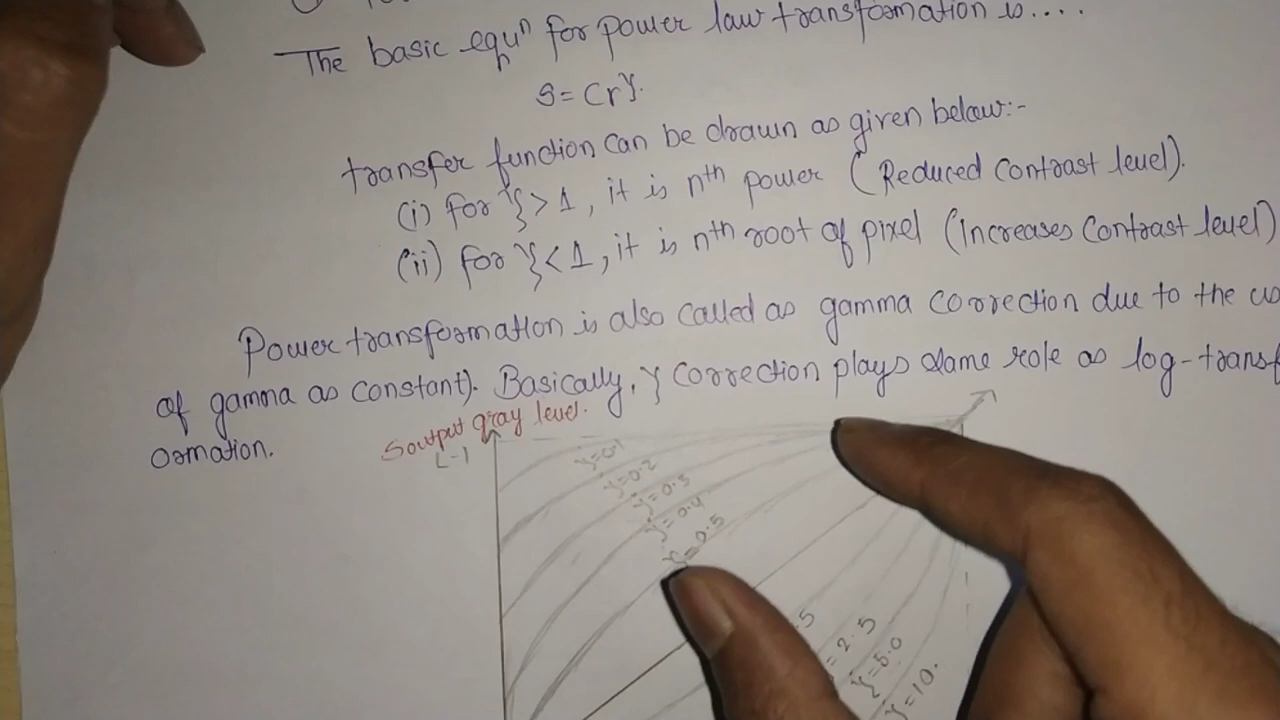 The basic equⁿ for power law transformation is....
S = Crγ.
transfer function can be drawn as given below:-
(i) for γ > 1, it is nth power (Reduced Contrast level).
(ii) for γ < 1, it is nth root of pixel (Increases Contrast level)
Power transformation is also called as gamma correction due to the us
of gamma as constant). Basically, γ correction plays same role as log-transf
ormation.
Soutput gray level.
L-1
γ=0.1
γ=0.2
γ=0.3
γ=0.4
γ=0.5
.5
=2.5
γ=5.0
γ=10.